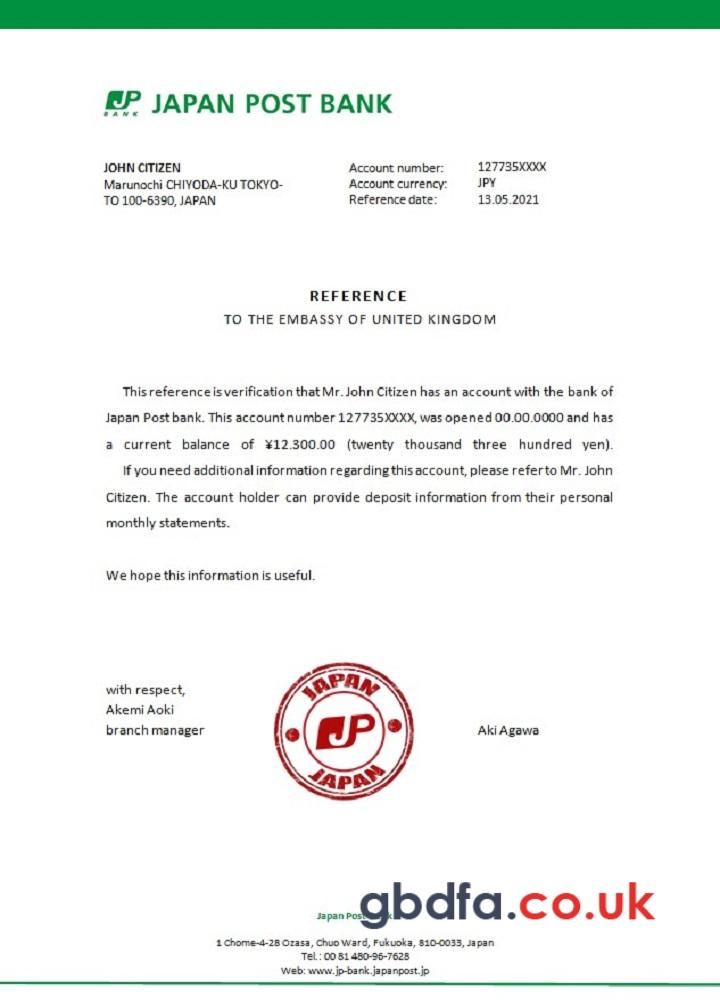 JP
BANK
JAPAN POST BANK
JOHN CITIZEN
Marunochi CHIYODA-KU TOKYO-
TO 100-6390, JAPAN
Account number: 127735XXXX
Account currency: JPY
Reference date: 13.05.2021
REFERENCE
TO THE EMBASSY OF UNITED KINGDOM
This reference is verification that Mr. John Citizen has an account with the bank of
Japan Post bank. This account number 127735XXXX, was opened 00.00.0000 and has
a current balance of ¥12.300.00 (twenty thousand three hundred yen).
If you need additional information regarding this account, please refer to Mr. John
Citizen. The account holder can provide deposit information from their personal
monthly statements.
We hope this information is useful.
with respect,
Akemi Aoki
branch manager
JAPAN
JP
JAPAN
Aki Agawa
gbdfa.co.uk
Japan Post
1 Chome-4-28 Ozasa, Chuo Ward, Fukuoka, 810-0033, Japan
Tel.: 00 81 480-96-7628
Web: www.jp-bank.japanpost.jp